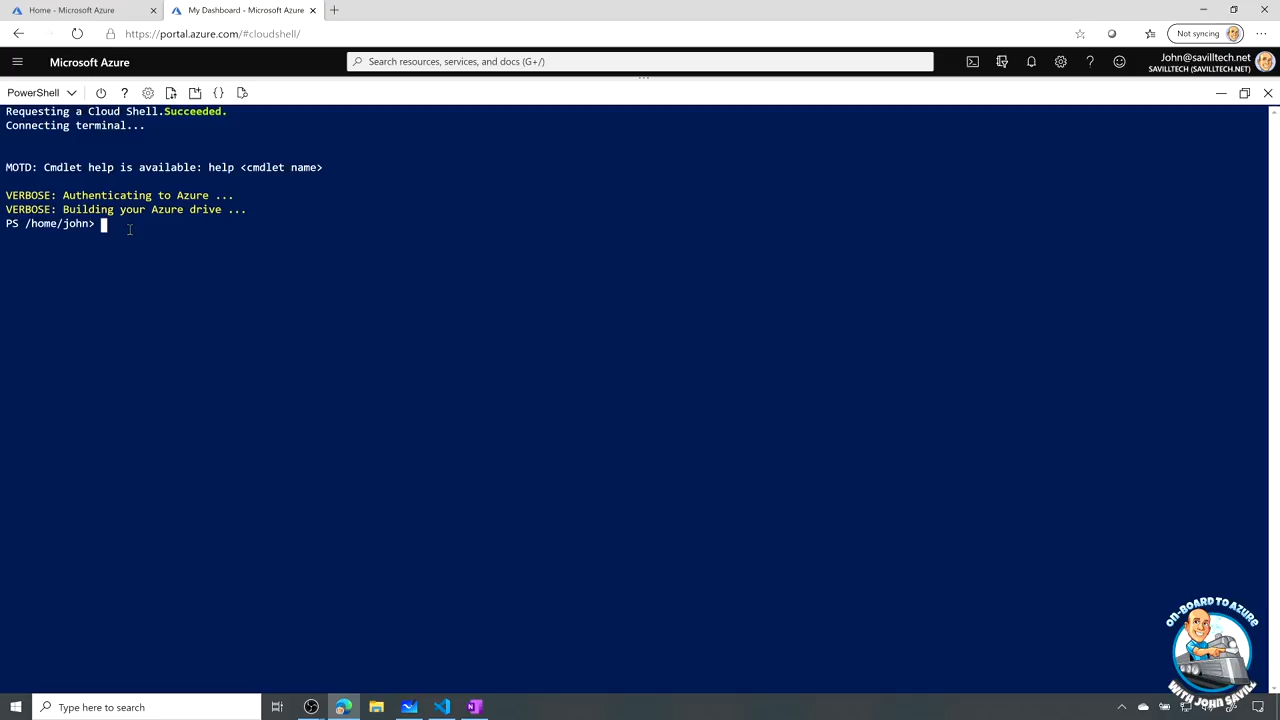 Home - Microsoft Azure
My Dashboard - Microsoft Azure
https://portal.azure.com/#cloudshell/
Not syncing
Microsoft Azure
Search resources, services, and docs (G+/)
John@savilltech.net
SAVILLTECH (SAVILLTECH.NET)
PowerShell
Requesting a Cloud Shell.Succeeded.
Connecting terminal...
MOTD: Cmdlet help is available: help <cmdlet name>
VERBOSE: Authenticating to Azure ...
VERBOSE: Building your Azure drive ...
PS /home/john>
ON-BOARD TO AZURE
WITH JOHN SAVILL
Type here to search